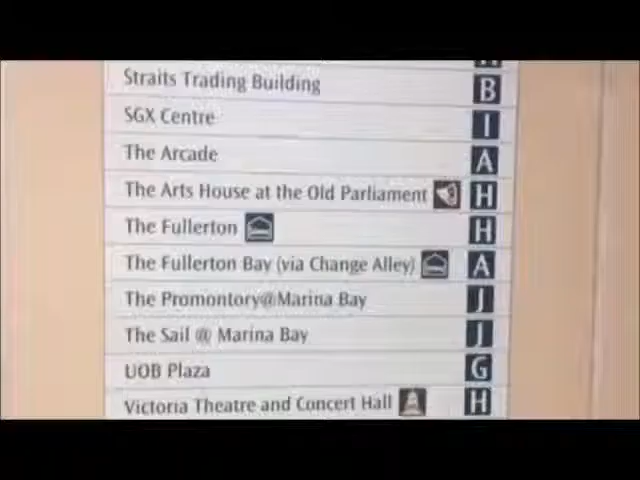 Straits Trading Building B
SGX Centre I
The Arcade A
The Arts House at the Old Parliament H
The Fullerton H
The Fullerton Bay (via Change Alley) A
The Promontory@Marina Bay J
The Sail @ Marina Bay J
UOB Plaza G
Victoria Theatre and Concert Hall H